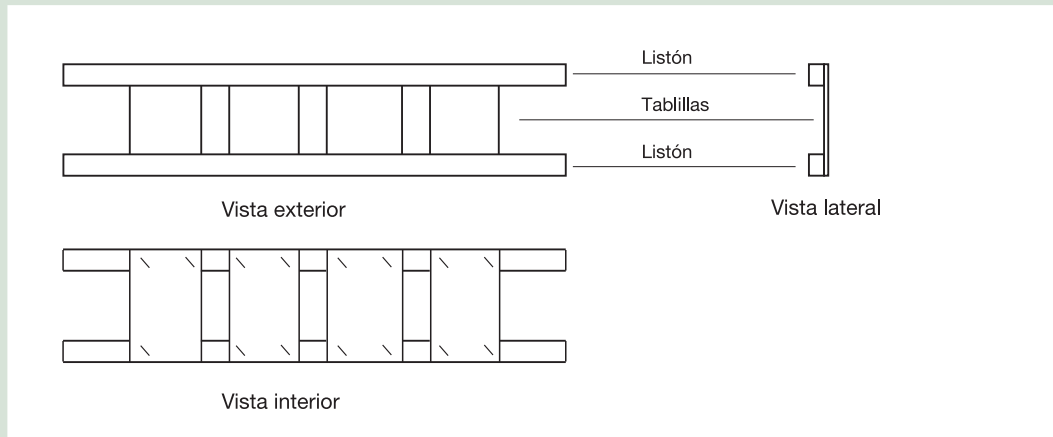 Listón
Tablillas
Listón
Vista exterior
Vista lateral
Vista interior